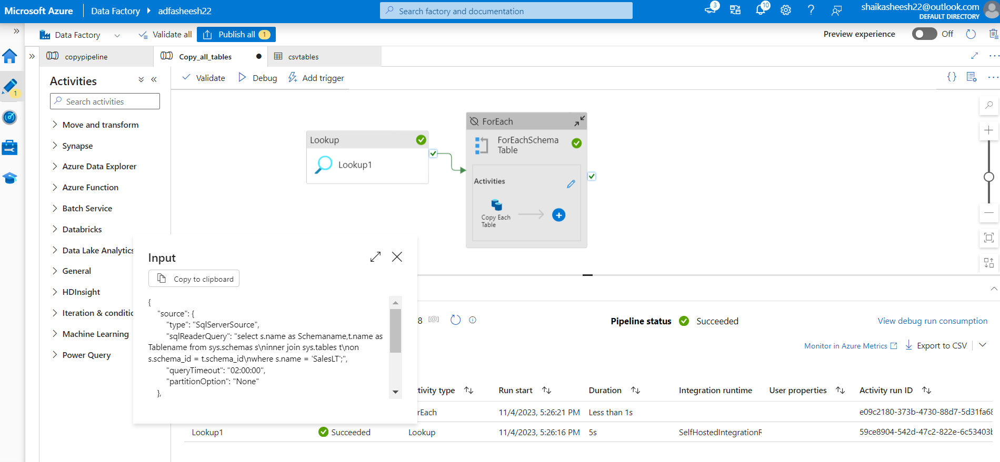 Microsoft Azure
Data Factory
adfasheesh22
Search factory and documentation
3
10
shaikasheesh22@outlook.com
DEFAULT DIRECTORY
Data Factory
Validate all
Publish all 1
Preview experience
Off
copypipeline
Copy_all_tables
csvtables
1
Activities
Search activities
Move and transform
Synapse
Azure Data Explorer
Azure Function
Batch Service
Databricks
Data Lake Analytics
General
HDInsight
Iteration & conditic
Machine Learning
Power Query
Validate
Debug
Add trigger
Lookup
Lookup1
ForEach
ForEachSchema
Table
Activities
Copy Each
Table
Input
Copy to clipboard
{
"source": {
"type": "SqlServerSource",
"sqlReaderQuery": "select s.name as Schemaname,t.name as
Tablename from sys.schemas s\ninner join sys.tables t\non
s.schema_id = t.schema_id\nwhere s.name = 'SalesLT';",
"queryTimeout": "02:00:00",
"partitionOption": "None"
},
8
Pipeline status
Succeeded
View debug run consumption
Monitor in Azure Metrics
Export to CSV
tivity type
Run start
Duration
Integration runtime
User properties
Activity run ID
rEach
11/4/2023, 5:26:21 PM
Less than 1s
e09c2180-373b-4730-88d7-5d31fa68
Lookup1
Succeeded
Lookup
11/4/2023, 5:26:16 PM
5s
SelfHostedIntegrationF
59ce8904-542d-47c2-822e-6c53403b